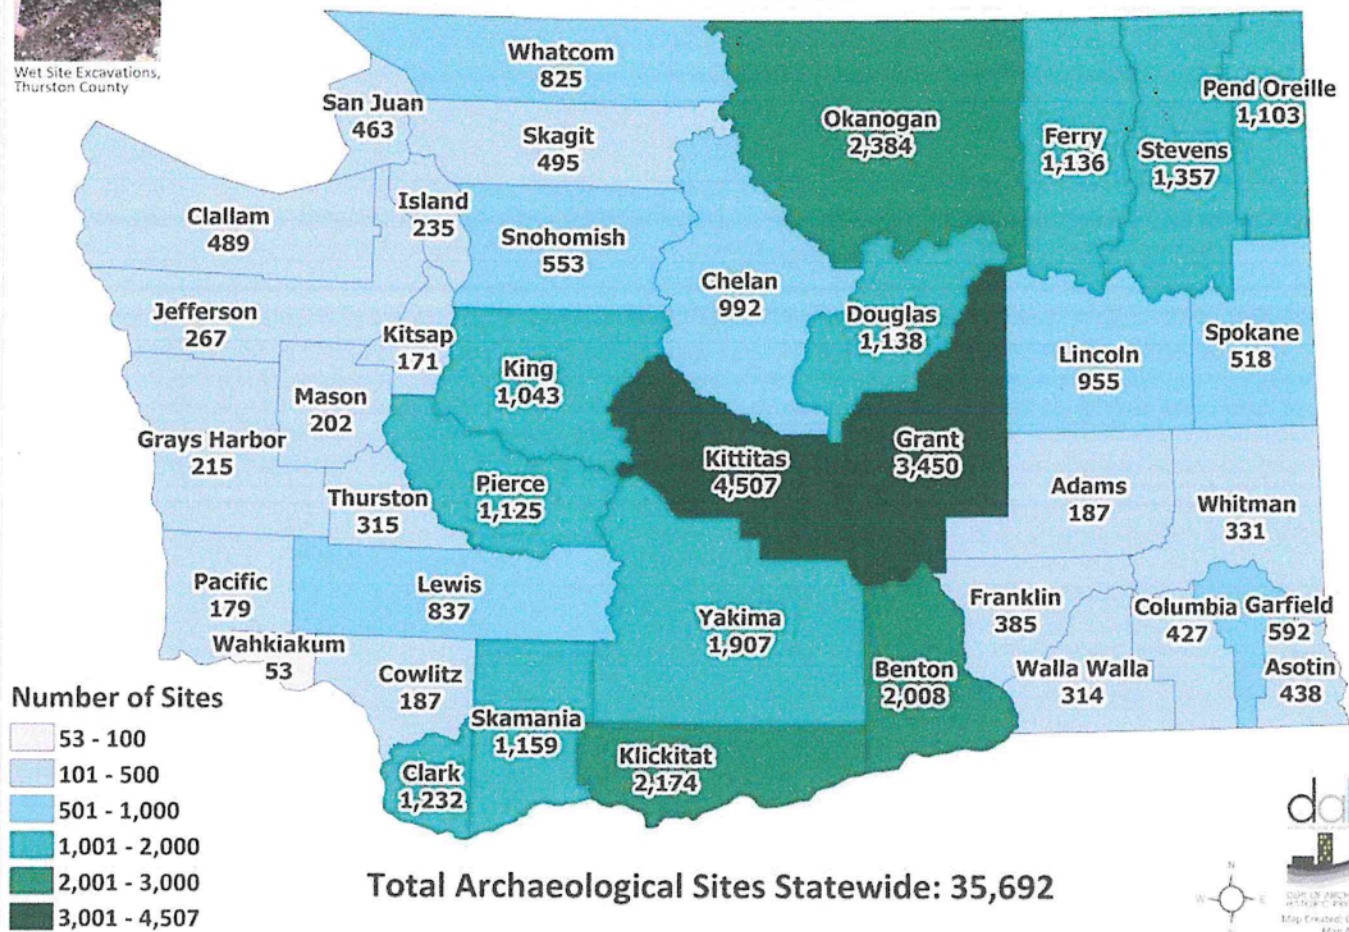 Wet Site Excavations,
Thurston County
Whatcom
825
San Juan
463
Skagit
495
Okanogan
2,384
Ferry
1,136
Stevens
1,357
Pend Oreille
1,103
Clallam
489
Island
235
Snohomish
553
Chelan
992
Douglas
1,138
Jefferson
267
Kitsap
171
King
1,043
Lincoln
955
Spokane
518
Mason
202
Grays Harbor
215
Thurston
315
Pierce
1,125
Kittitas
4,507
Grant
3,450
Adams
187
Whitman
331
Pacific
179
Lewis
837
Yakima
1,907
Franklin
385
Columbia
427
Garfield
592
Wahkiakum
53
Cowlitz
187
Benton
2,008
Walla Walla
314
Asotin
438
Skamania
1,159
Klickitat
2,174
Clark
1,232
Number of Sites
53 - 100
101 - 500
501 - 1,000
1,001 - 2,000
2,001 - 3,000
3,001 - 4,507
Total Archaeological Sites Statewide: 35,692
N
W
E